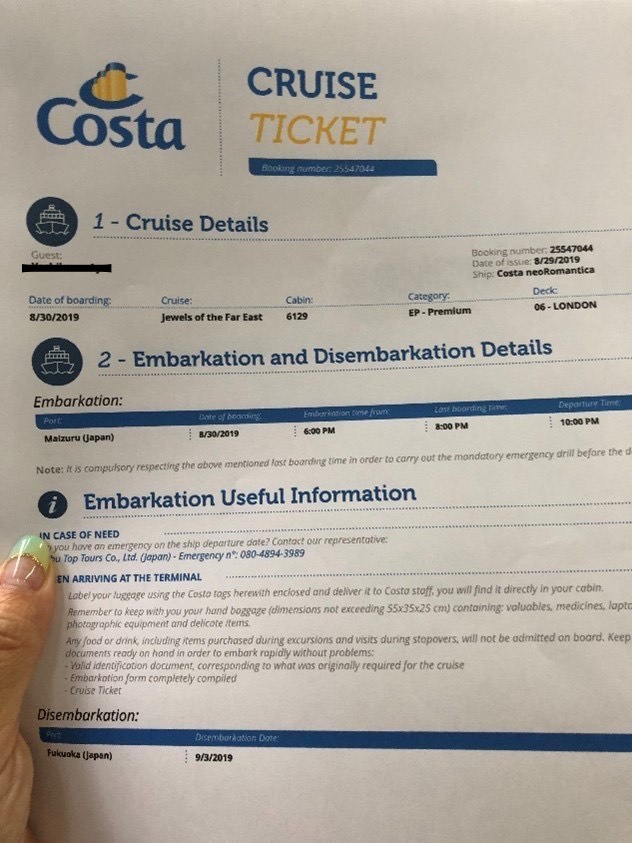 Costa
CRUISE
TICKET
Booking number: 25547044
1 - Cruise Details
Guest:
Booking number: 25547044
Date of issue: 8/29/2019
Ship: Costa neoRomantica
Date of boarding: Cruise: Cabin: Category: Deck:
8/30/2019 Jewels of the Far East 6129 EP - Premium 06 - LONDON
2 - Embarkation and Disembarkation Details
Embarkation:
Port: Date of boarding: Embarkation time from: Last boarding time: Departure Time:
Maizuru (Japan) 8/30/2019 6:00 PM 8:00 PM 10:00 PM
Note: It is compulsory respecting the above mentioned last boarding time in order to carry out the mandatory emergency drill before the d
i Embarkation Useful Information
IN CASE OF NEED
you have an emergency on the ship departure date? Contact our representative:
Top Tours Co., Ltd. (Japan) - Emergency n°: 080-4894-3989
EN ARRIVING AT THE TERMINAL
Label your luggage using the Costa tags herewith enclosed and deliver it to Costa staff, you will find it directly in your cabin.
Remember to keep with you your hand baggage (dimensions not exceeding 55x35x25 cm) containing: valuables, medicines, lapto
photographic equipment and delicate items.
Any food or drink, including items purchased during excursions and visits during stopovers, will not be admitted on board. Keep
documents ready on hand in order to embark rapidly without problems:
- Valid identification document, corresponding to what was originally required for the cruise
- Embarkation form completely compiled
- Cruise Ticket
Disembarkation:
Port: Disembarkation Date:
Fukuoka (Japan) 9/3/2019